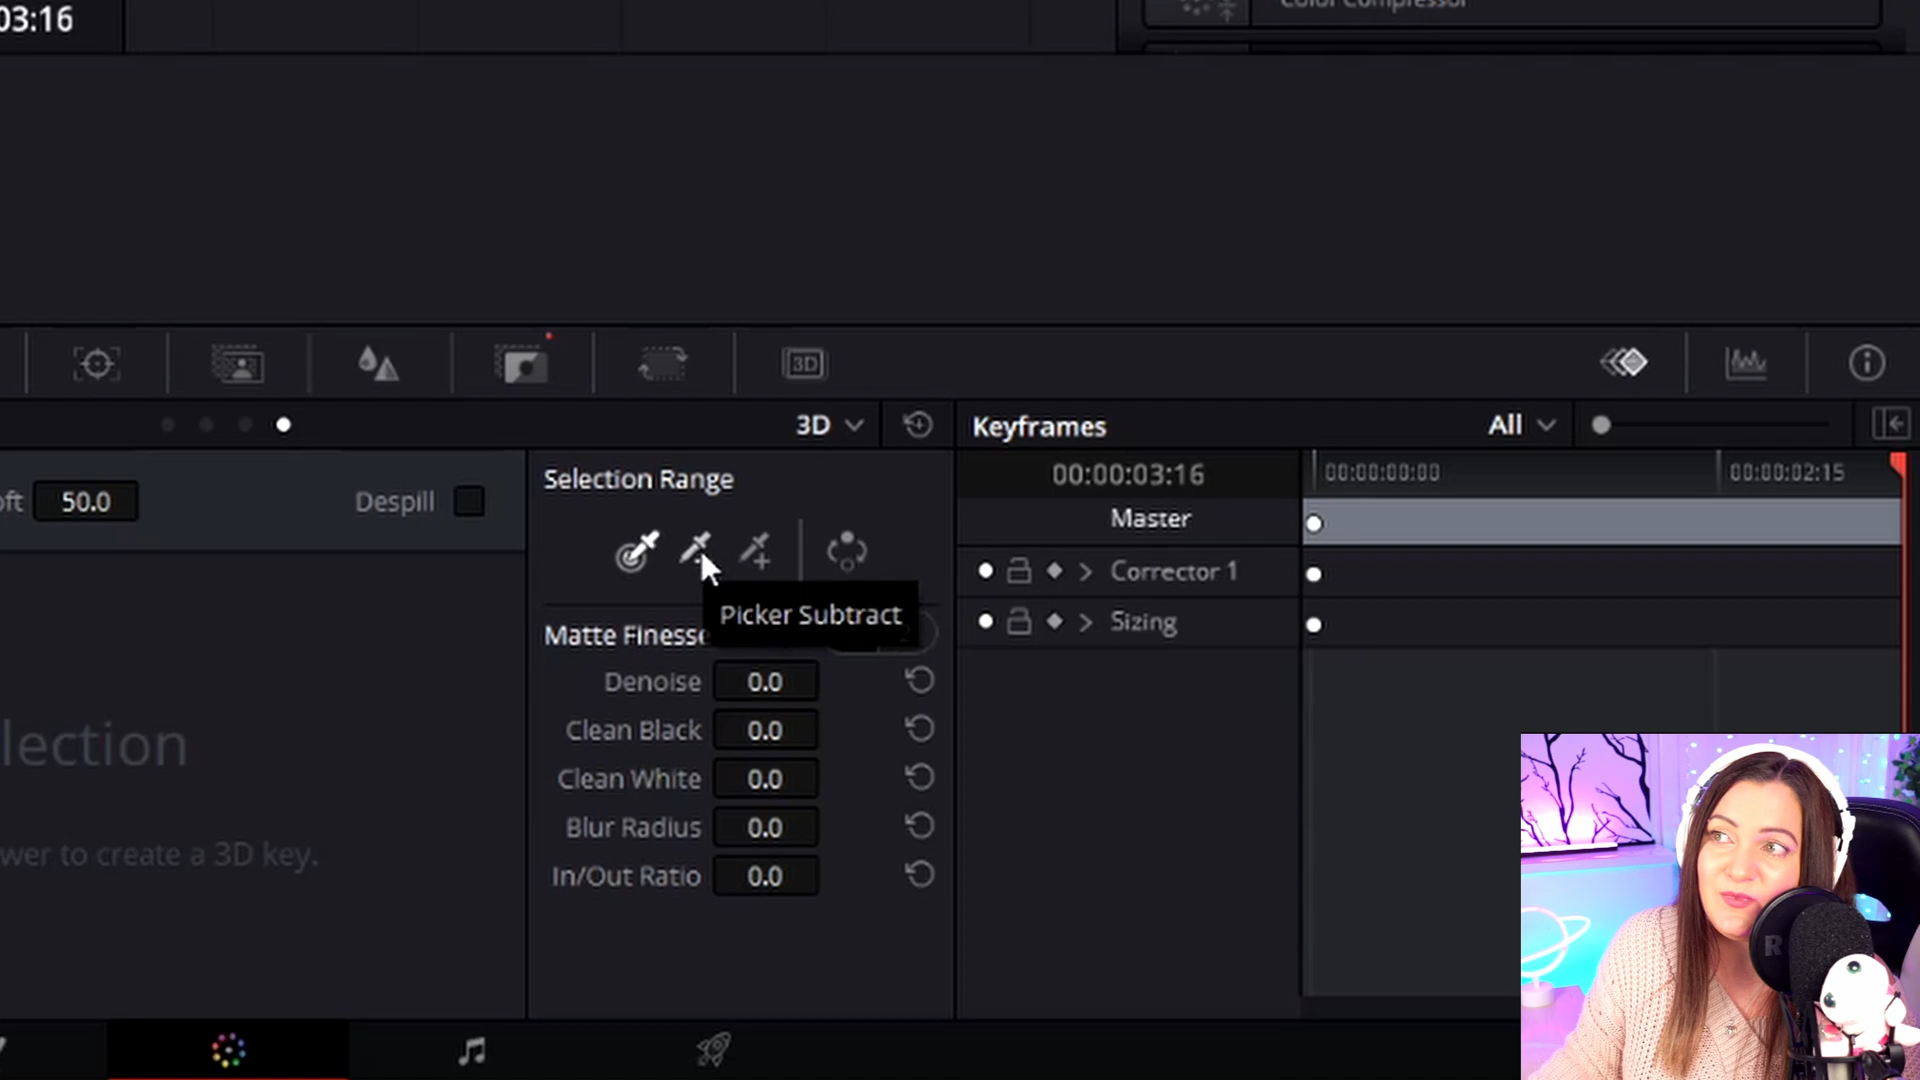 03:16
Color Compressor
3D
3D
Keyframes
All
oft 50.0 Despill
Selection Range
Picker Subtract
Matte Finesse
2
Denoise 0.0
Clean Black 0.0
Clean White 0.0
Blur Radius 0.0
In/Out Ratio 0.0
lection
wer to create a 3D key.
00:00:03:16
00:00:00:00
00:00:02:15
Master
Corrector 1
Sizing
R